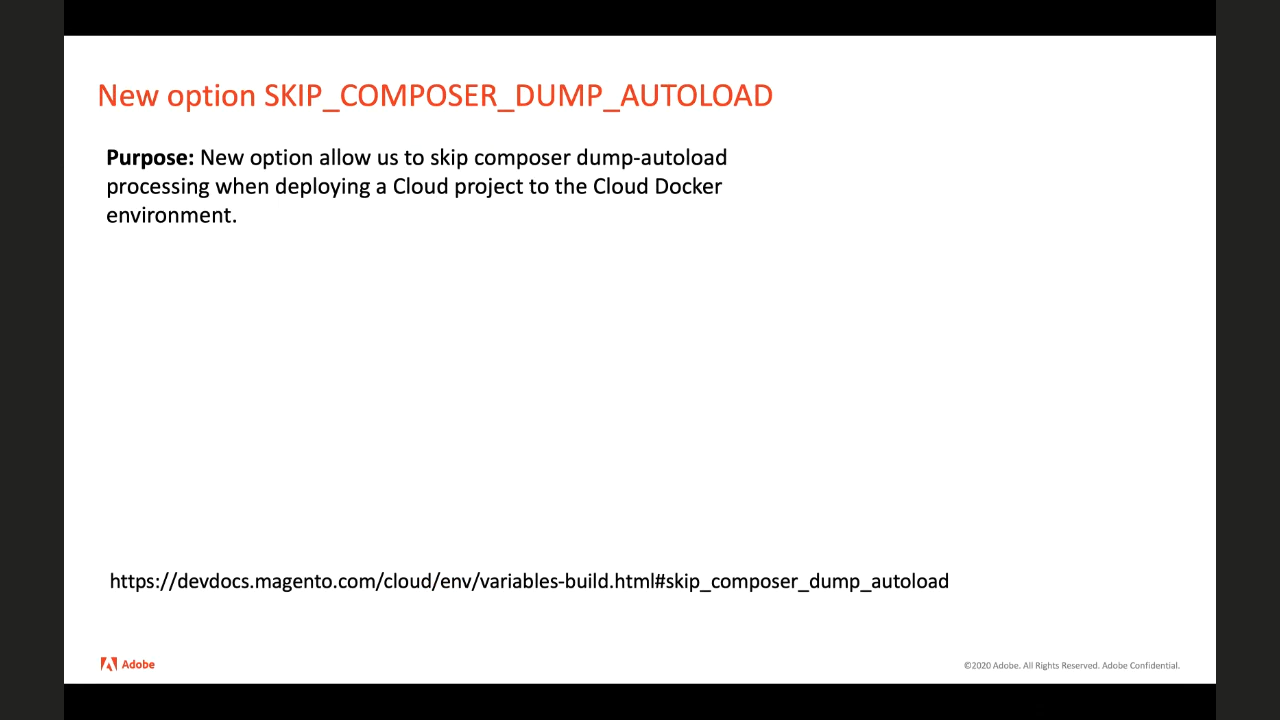 New option SKIP_COMPOSER_DUMP_AUTOLOAD
Purpose: New option allow us to skip composer dump-autoload
processing when deploying a Cloud project to the Cloud Docker
environment.
https://devdocs.magento.com/cloud/env/variables-build.html#skip_composer_dump_autoload
Adobe
©2020 Adobe. All Rights Reserved. Adobe Confidential.